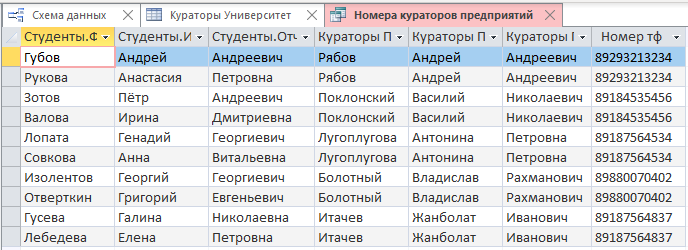 Схема данных Кураторы Университет Номера кураторов предприятий
Студенты.Ф Студенты.И Студенты.Отч Кураторы П Кураторы П Кураторы П Номер тф
Губов Андрей Андреевич Рябов Андрей Андреевич 89293213234
Рукова Анастасия Петровна Рябов Андрей Андреевич 89293213234
Зотов Пётр Андреевич Поклонский Василий Николаевич 89184535456
Валова Ирина Дмитриевна Поклонский Василий Николаевич 89184535456
Лопата Генадий Георгиевич Лугоплугова Антонина Петровна 89187564534
Совкова Анна Витальевна Лугоплугова Антонина Петровна 89187564534
Изолентов Георгий Георгиевич Болотный Владислав Рахманович 89880070402
Отверткин Григорий Евгеньевич Болотный Владислав Рахманович 89880070402
Гусева Галина Николаевна Итачев Жанболат Иванович 89187564837
Лебедева Елена Петровна Итачев Жанболат Иванович 89187564837